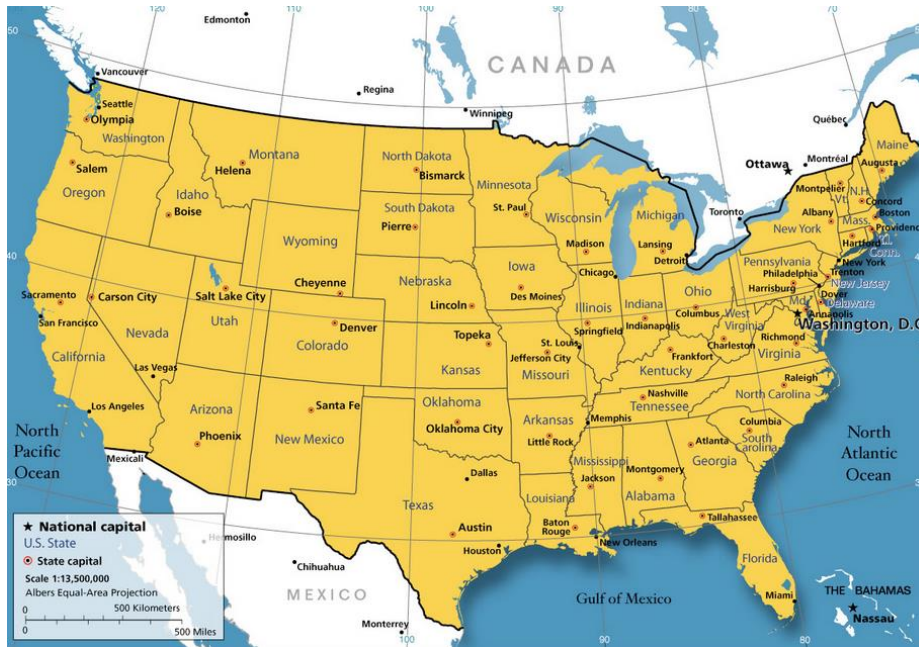 50
120
110
100
90
80
70
Edmonton
CANADA
Vancouver
Regina
Winnipeg
Québec
Seattle
Olympia
Washington
Montana
Helena
North Dakota
Bismarck
Minnesota
St. Paul
Ottawa
Montréal
Maine
Augusta
Salem
Oregon
Idaho
Boise
South Dakota
Pierre
Wisconsin
Madison
Michigan
Lansing
Detroit
Toronto
Montpelier
Vt.
N.H.
Concord
Albany
Mass.
Boston
New York
Providence
Hartford
Conn.
Wyoming
Cheyenne
Nebraska
Lincoln
Iowa
Des Moines
Chicago
Pennsylvania
New York
Philadelphia
Trenton
Harrisburg
New Jersey
40
40
Sacramento
Carson City
San Francisco
Nevada
Salt Lake City
Utah
Denver
Colorado
Topeka
Kansas
Illinois
Springfield
Indiana
Indianapolis
Ohio
Columbus
West
Virginia
Charleston
Md.
Dover
Delaware
Annapolis
Washington, D.C
Richmond
Virginia
St. Louis
Jefferson City
Missouri
Frankfort
Kentucky
California
Las Vegas
Los Angeles
Arizona
Phoenix
Santa Fe
New Mexico
Oklahoma
Oklahoma City
Arkansas
Little Rock
Memphis
Nashville
Tennessee
Raleigh
North Carolina
Columbia
South
Carolina
North
Pacific
Ocean
Mexicali
Dallas
Texas
Austin
Houston
Louisiana
Baton
Rouge
New Orleans
Mississippi
Jackson
Montgomery
Alabama
Atlanta
Georgia
Tallahassee
Florida
Miami
North
Atlantic
Ocean
30
30
Hermosillo
Chihuahua
MEXICO
Monterrey
Gulf of Mexico
THE BAHAMAS
Nassau
100
90
80
National capital
U.S. State
State capital
Scale 1:13,500,000
Albers Equal-Area Projection
0 500 Kilometers
0 500 Miles